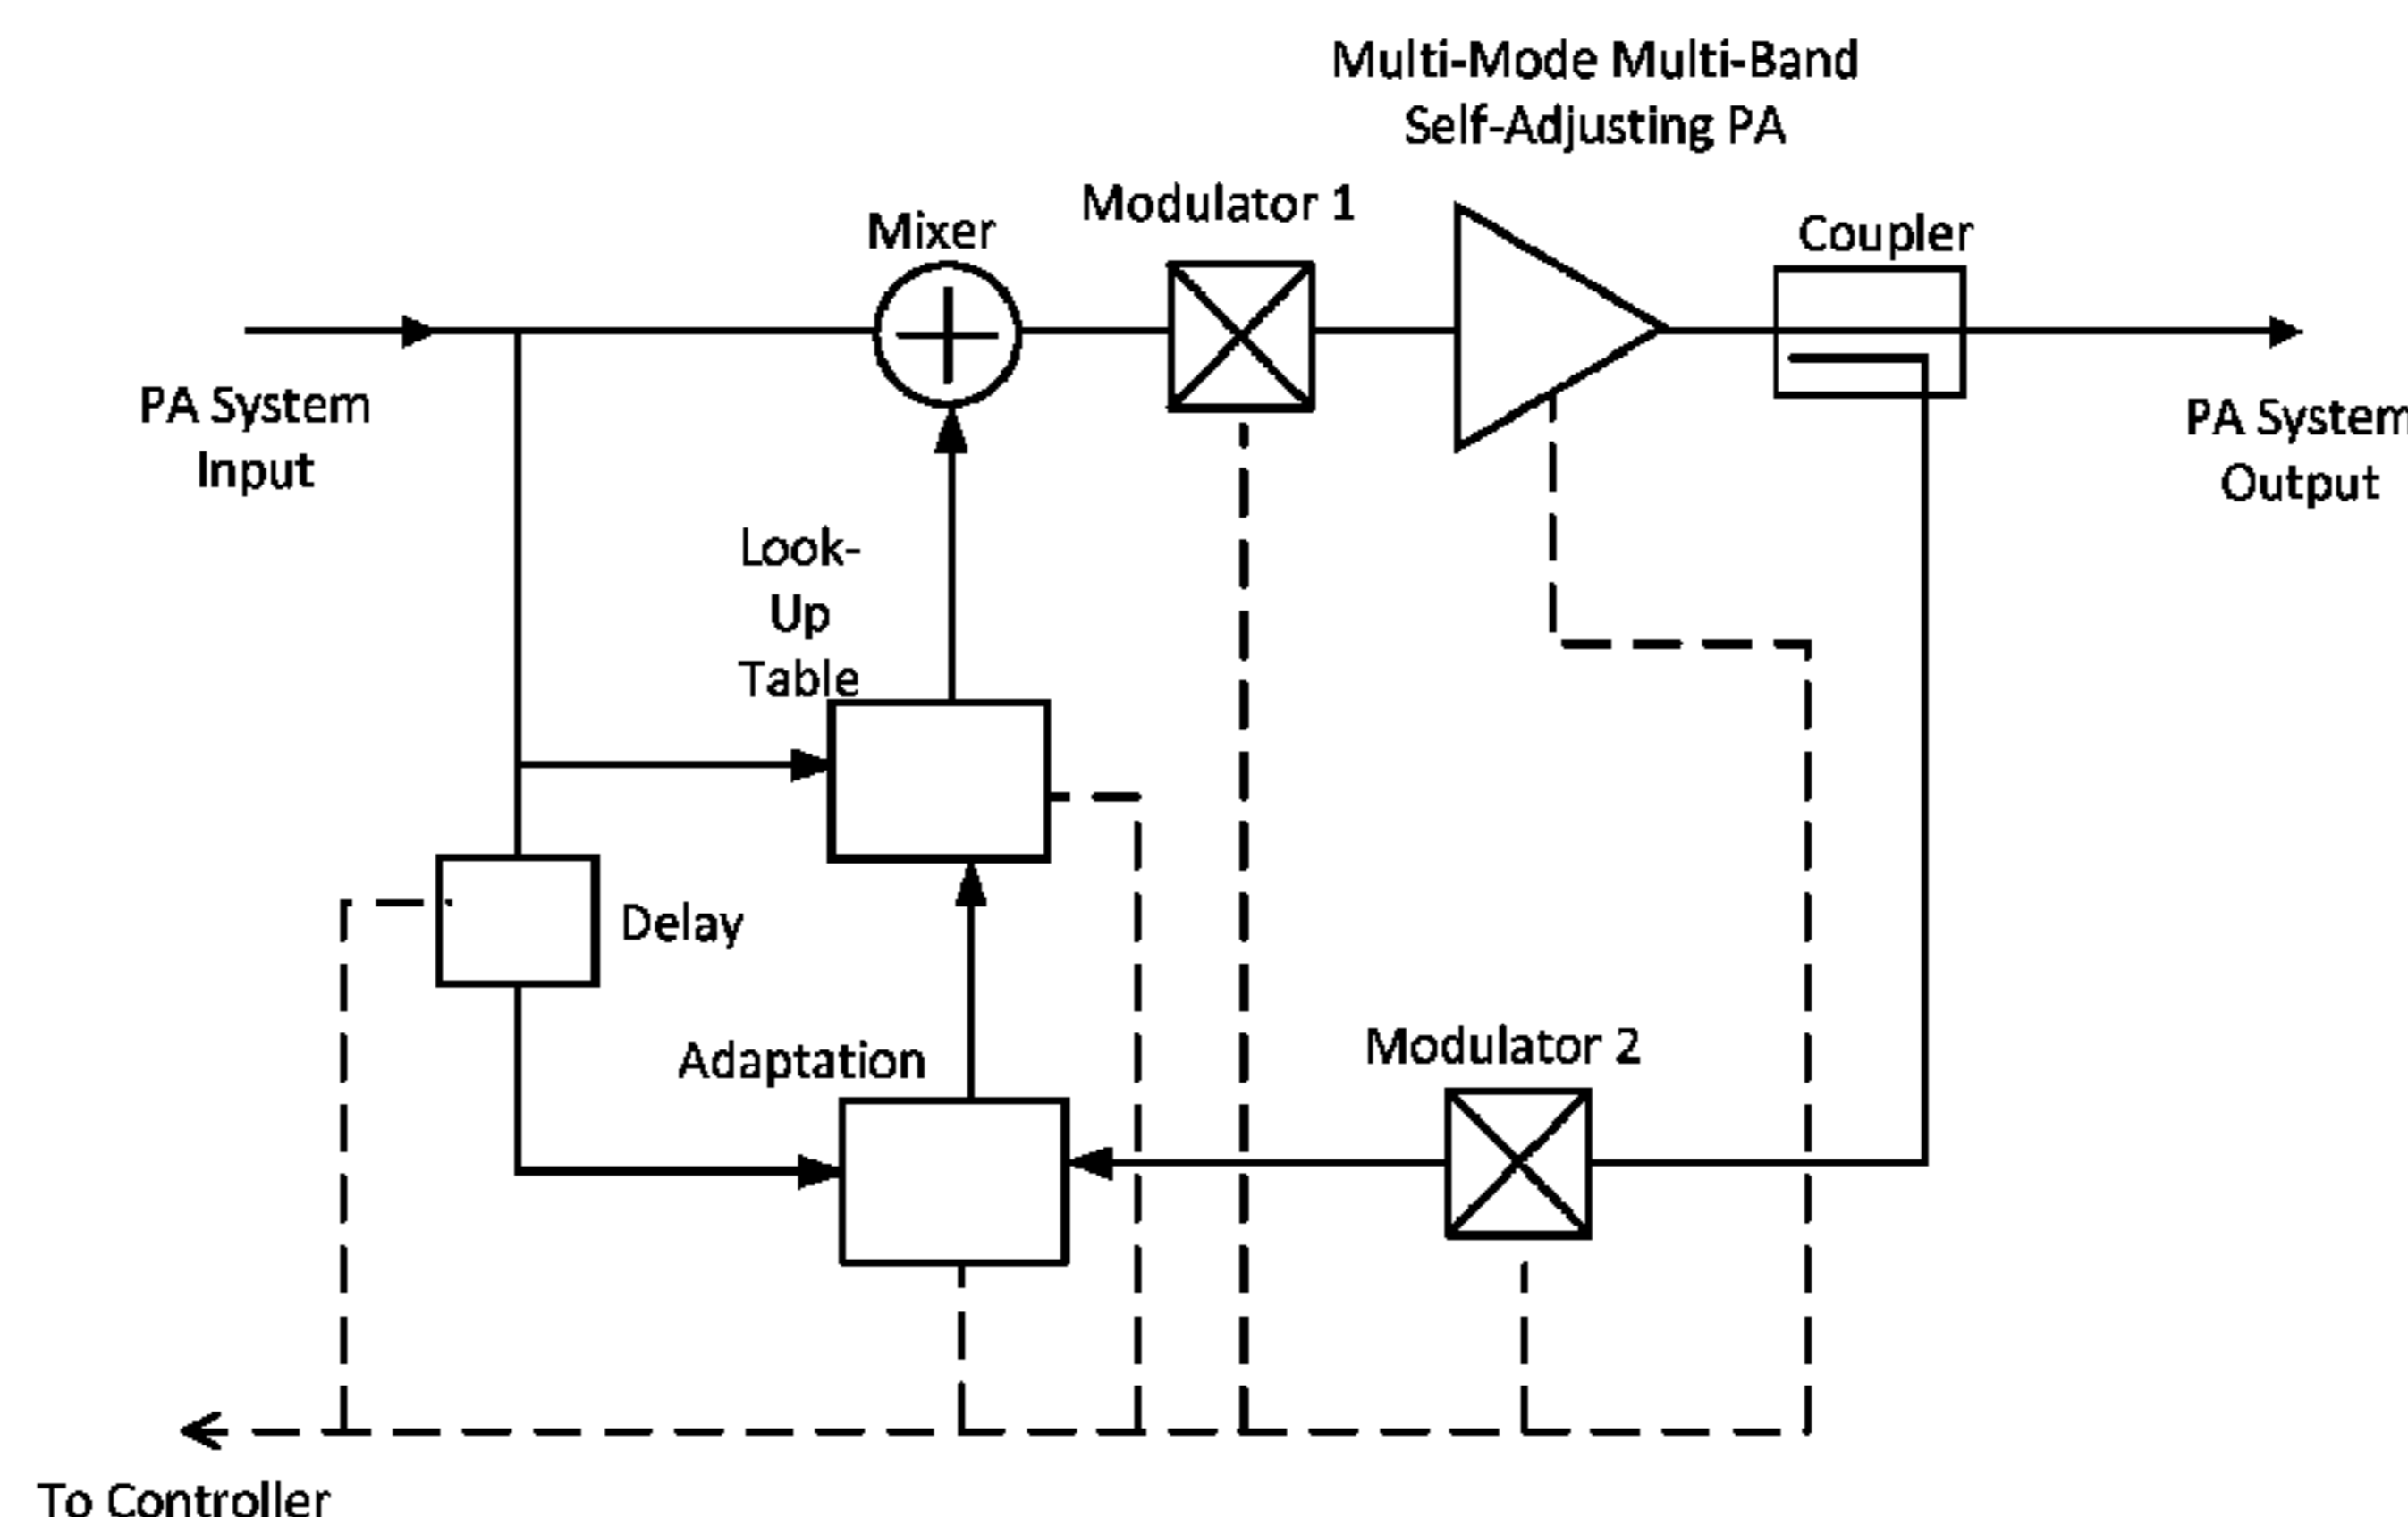 Multi-Mode Multi-Band
Self-Adjusting PA
Modulator 1
Mixer
Coupler
PA System
Input
PA System
Output
Look-
Up
Table
Delay
Adaptation
Modulator 2
To Controller